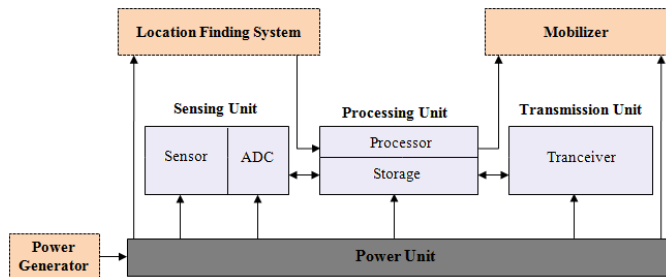 Location Finding System
Mobilizer
Sensing Unit
Processing Unit
Transmission Unit
Sensor
ADC
Processor
Storage
Tranceiver
Power
Generator
Power Unit